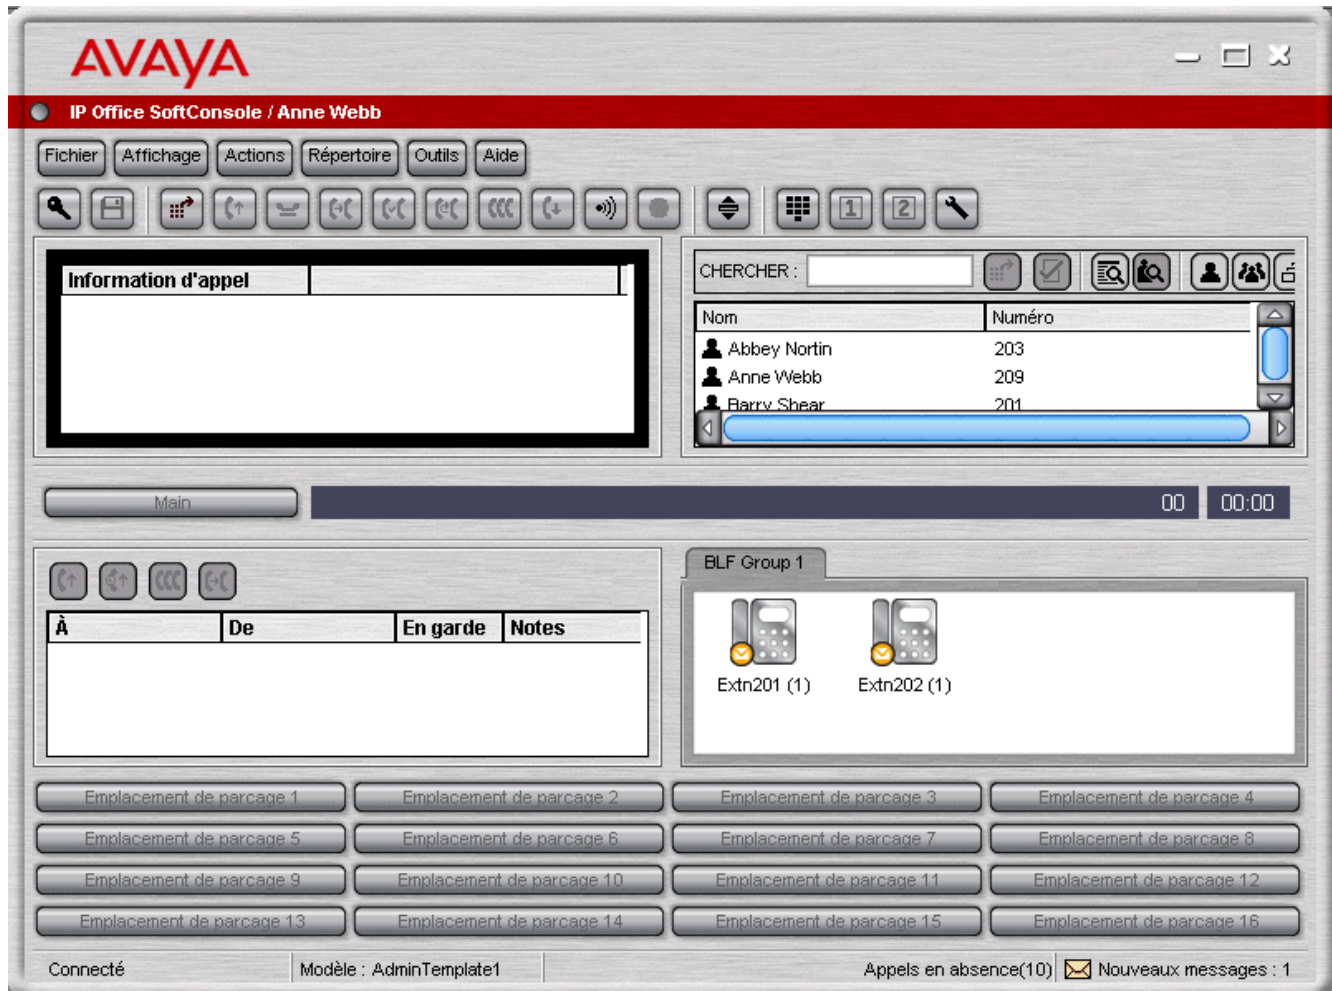 AVAYA
IP Office SoftConsole / Anne Webb
Fichier Affichage Actions Répertoire Outils Aide
1 2
Information d'appel
CHERCHER :
Nom Numéro
Abbey Nortin 203
Anne Webb 209
Barry Shear 201
Main 00 00:00
BLF Group 1
À De En garde Notes
Extn201 (1) Extn202 (1)
Emplacement de parcage 1 Emplacement de parcage 2 Emplacement de parcage 3 Emplacement de parcage 4
Emplacement de parcage 5 Emplacement de parcage 6 Emplacement de parcage 7 Emplacement de parcage 8
Emplacement de parcage 9 Emplacement de parcage 10 Emplacement de parcage 11 Emplacement de parcage 12
Emplacement de parcage 13 Emplacement de parcage 14 Emplacement de parcage 15 Emplacement de parcage 16
Connecté Modèle : AdminTemplate1 Appels en absence(10) Nouveaux messages : 1